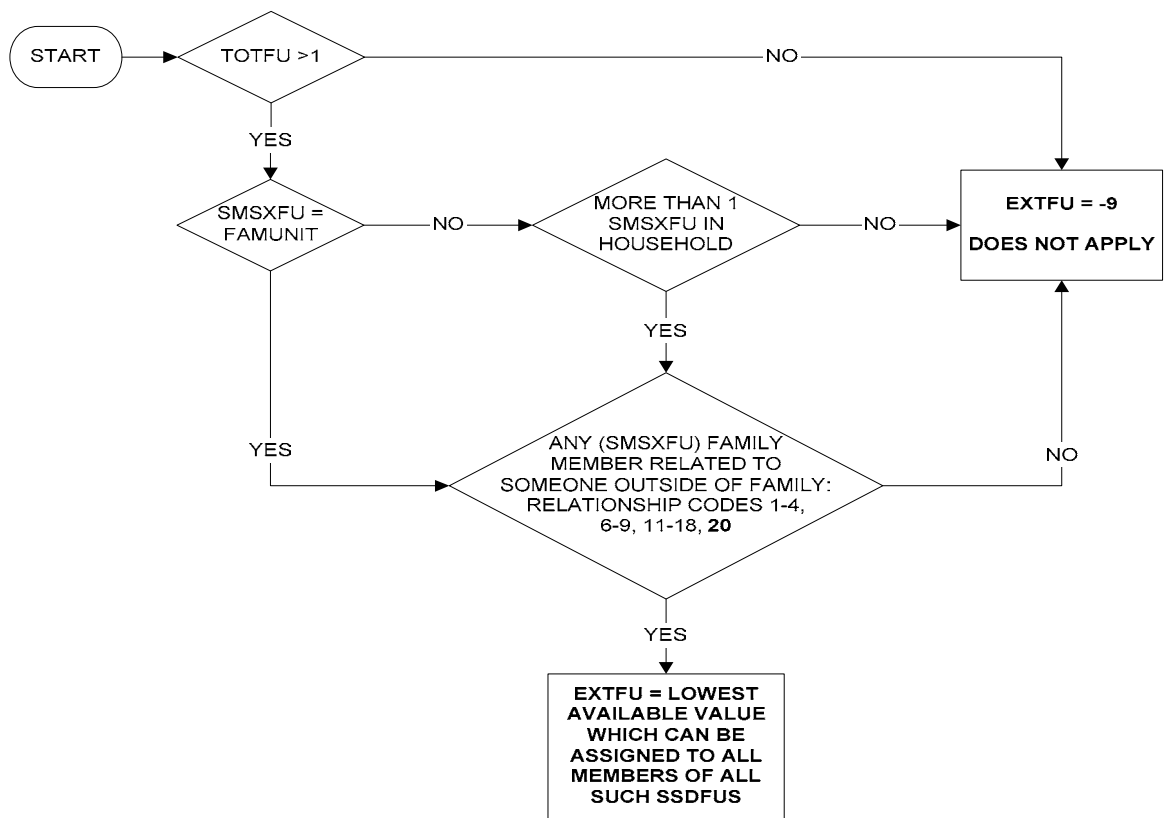 START
TOTFU >1
NO
YES
SMSXFU =
FAMUNIT
NO
MORE THAN 1
SMSXFU IN
HOUSEHOLD
NO
EXTFU = -9
DOES NOT APPLY
YES
YES
ANY (SMSXFU) FAMILY
MEMBER RELATED TO
SOMEONE OUTSIDE OF FAMILY:
RELATIONSHIP CODES 1-4,
6-9, 11-18, 20
NO
YES
EXTFU = LOWEST
AVAILABLE VALUE
WHICH CAN BE
ASSIGNED TO ALL
MEMBERS OF ALL
SUCH SSDFUS